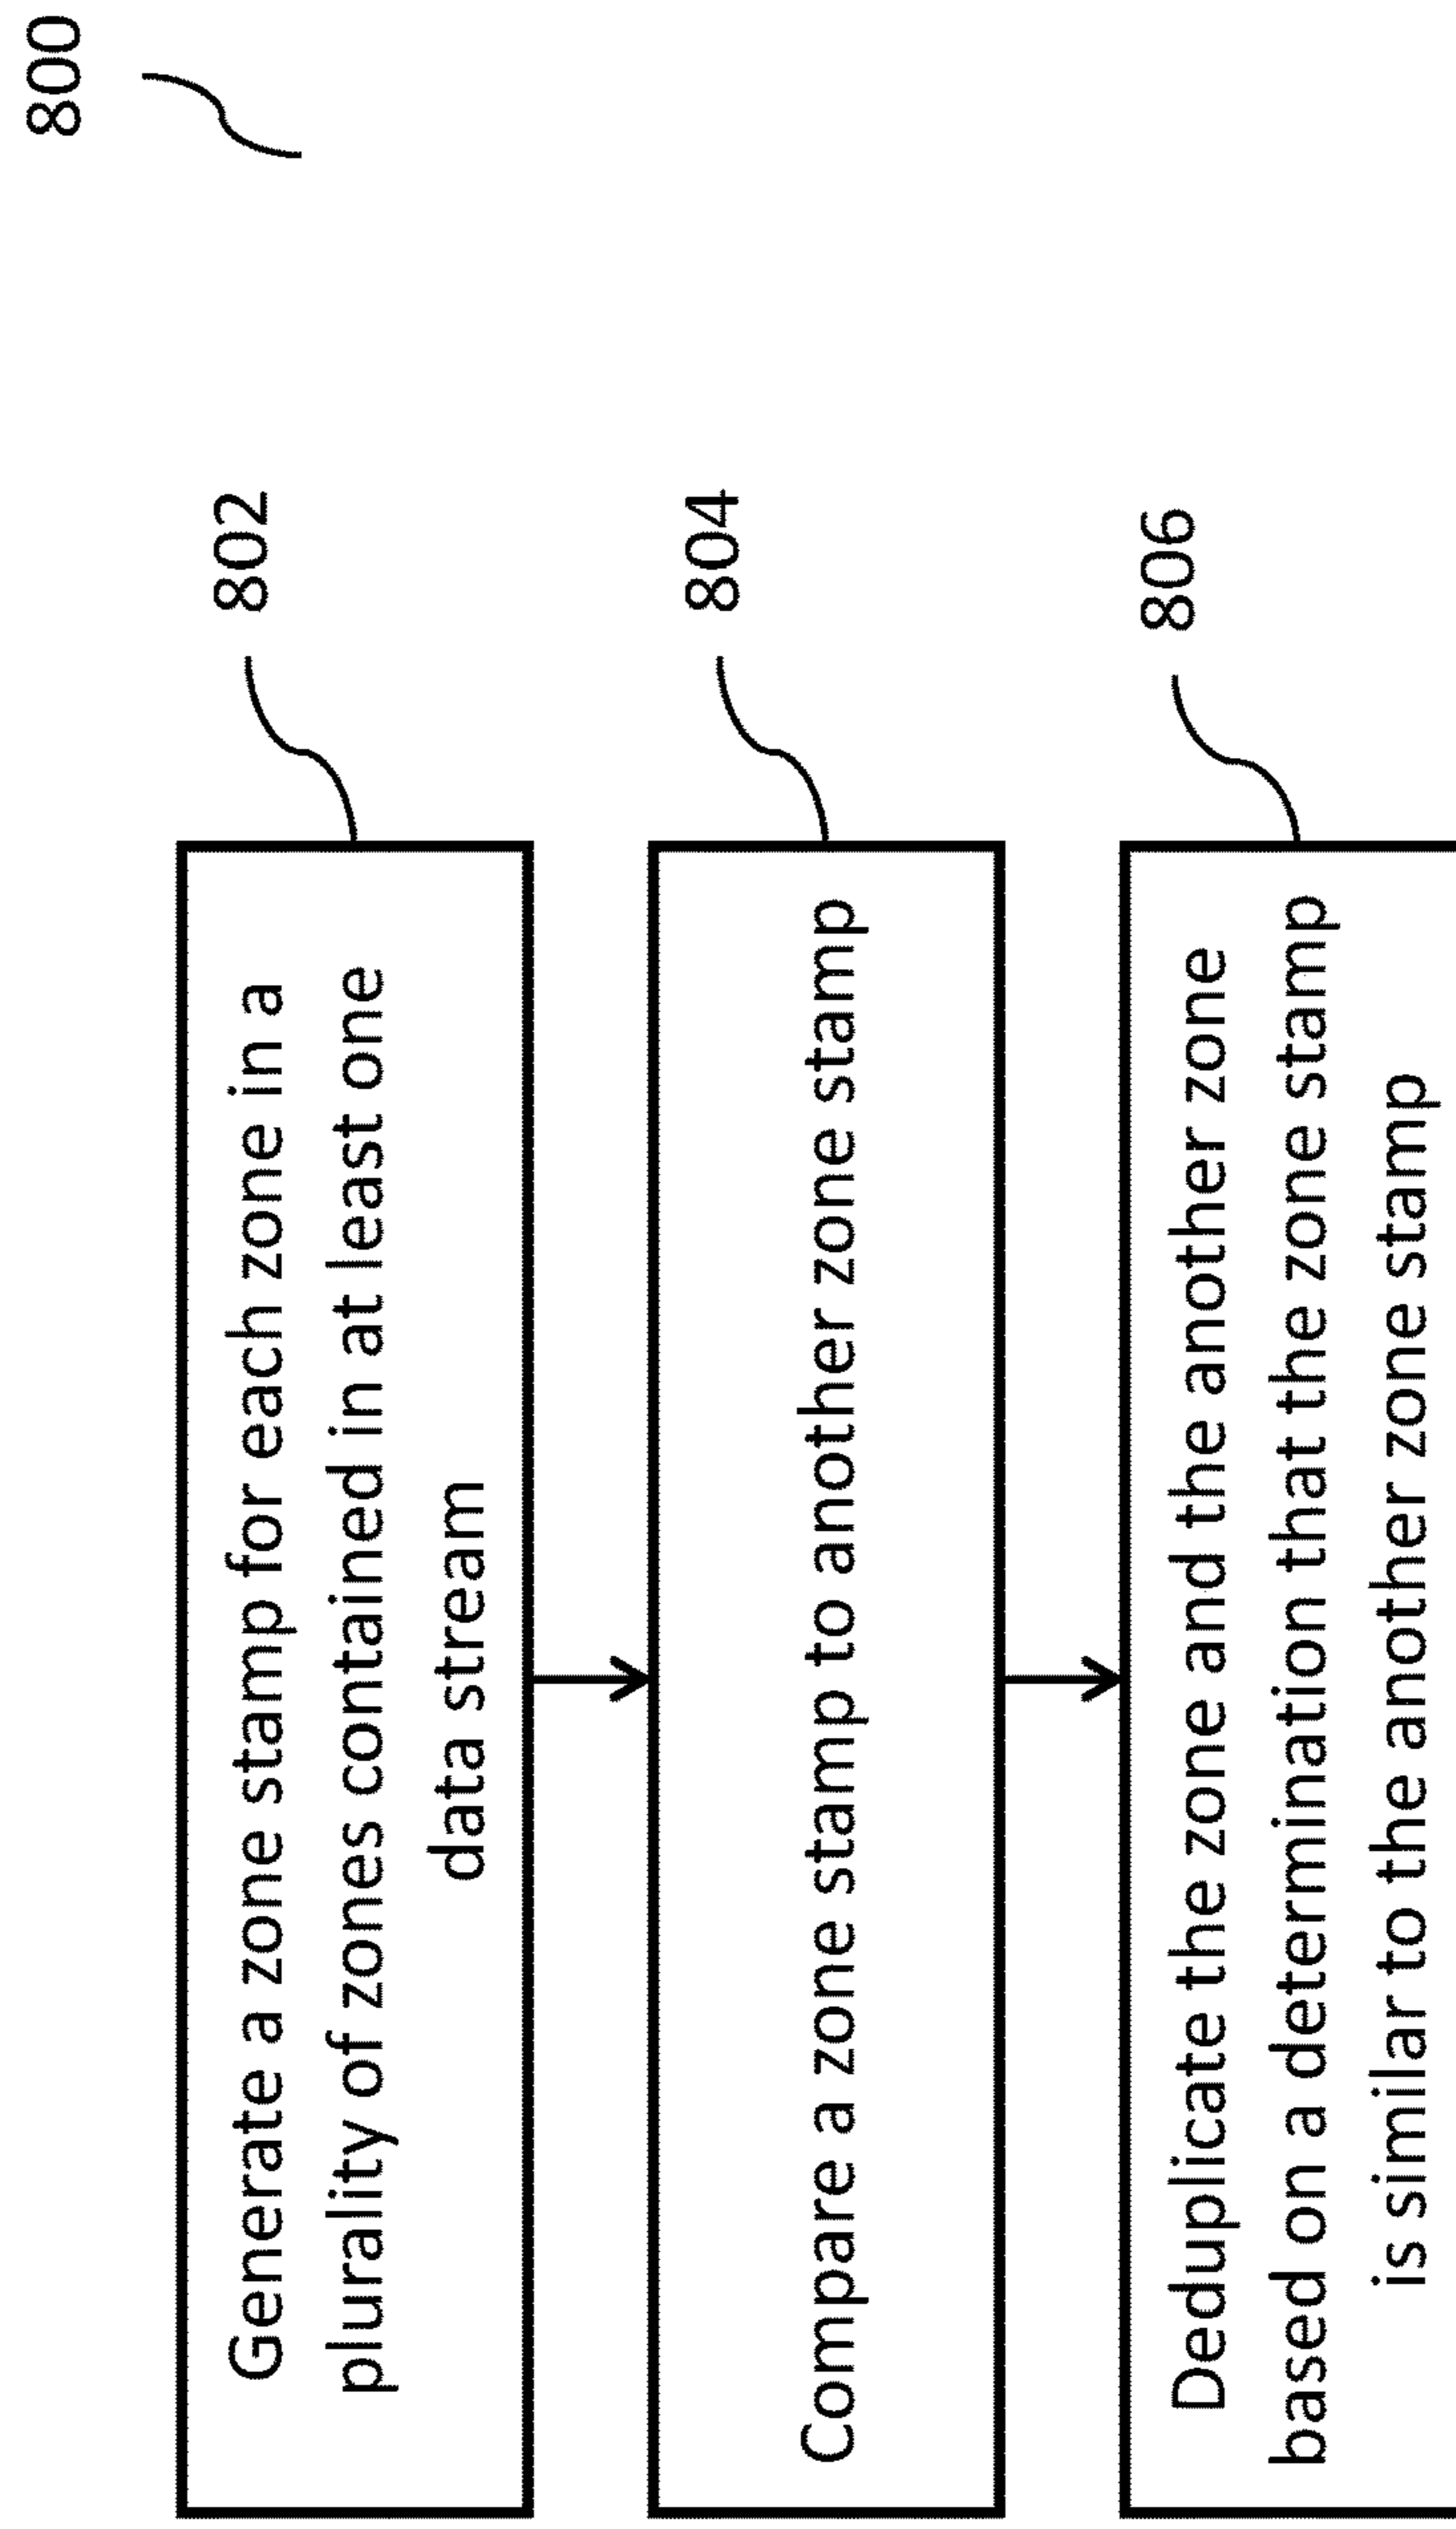 800
802
Generate a zone stamp for each zone in a
plurality of zones contained in at least one
data stream
804
Compare a zone stamp to another zone stamp
806
Deduplicate the zone and the another zone
based on a determination that the zone stamp
is similar to the another zone stamp